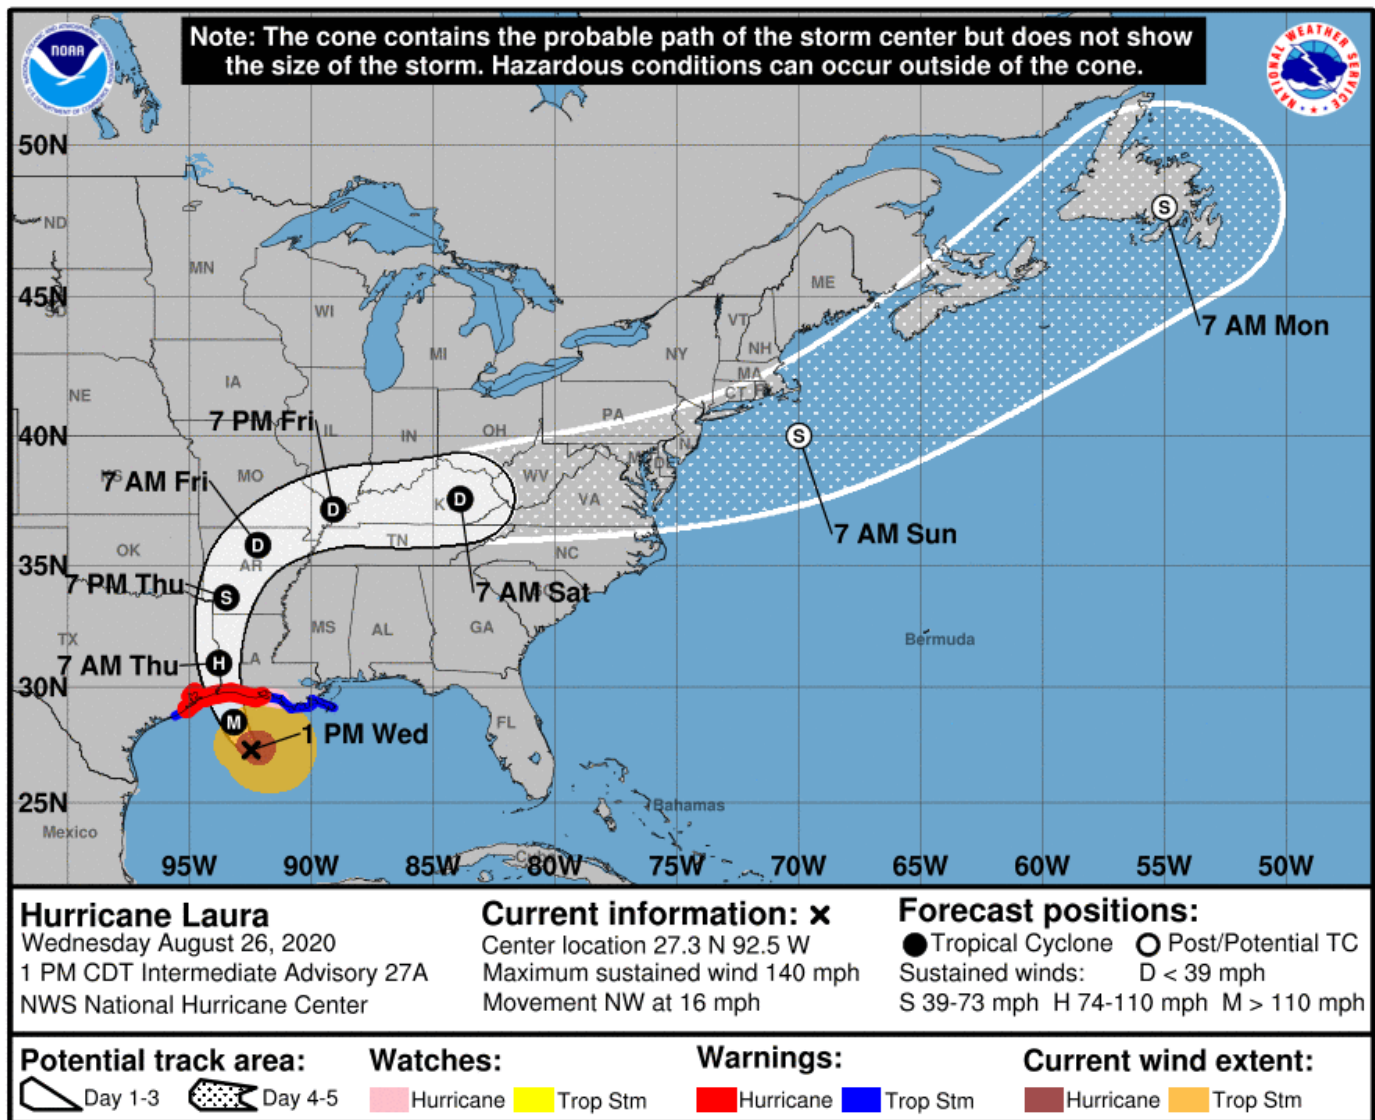 Note: The cone contains the probable path of the storm center but does not show
the size of the storm. Hazardous conditions can occur outside of the cone.
NOAA
NATIONAL WEATHER SERVICE
50N
ND
MN
45N
SD
WI
ME
7 AM Mon
VT
NH
MI
NY
MA
CT
NE
IA
PA
7 PM Fri
IL
IN
OH
40N
MO
WV
VA
DE
7 AM Fri
7 AM Sun
OK
AR
TN
NC
35N
7 PM Thu
7 AM Sat
MS
AL
GA
TX
Bermuda
7 AM Thu
30N
FL
1 PM Wed
25N
Bahamas
Mexico
95W 90W 85W 80W 75W 70W 65W 60W 55W 50W
S
S
D
D
D
S
H
M
Hurricane Laura
Wednesday August 26, 2020
1 PM CDT Intermediate Advisory 27A
NWS National Hurricane Center
Current information: ×
Center location 27.3 N 92.5 W
Maximum sustained wind 140 mph
Movement NW at 16 mph
Forecast positions:
Tropical Cyclone Post/Potential TC
Sustained winds: D < 39 mph
S 39-73 mph H 74-110 mph M > 110 mph
Potential track area:
Day 1-3 Day 4-5
Watches:
Hurricane Trop Stm
Warnings:
Hurricane Trop Stm
Current wind extent:
Hurricane Trop Stm